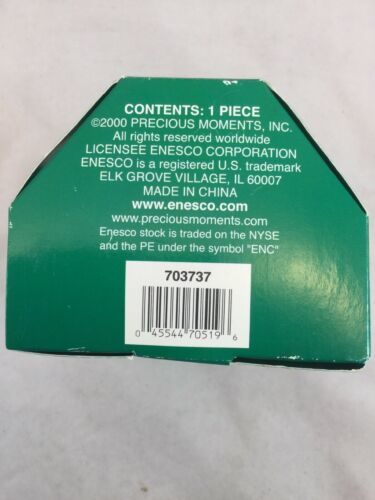 CONTENTS: 1 PIECE
©2000 PRECIOUS MOMENTS, INC.
All rights reserved worldwide
LICENSEE ENESCO CORPORATION
ENESCO is a registered U.S. trademark
ELK GROVE VILLAGE, IL 60007
MADE IN CHINA
www.enesco.com
www.preciousmoments.com
Enesco stock is traded on the NYSE
and the PE under the symbol "ENC"
703737
0 45544 70519 6